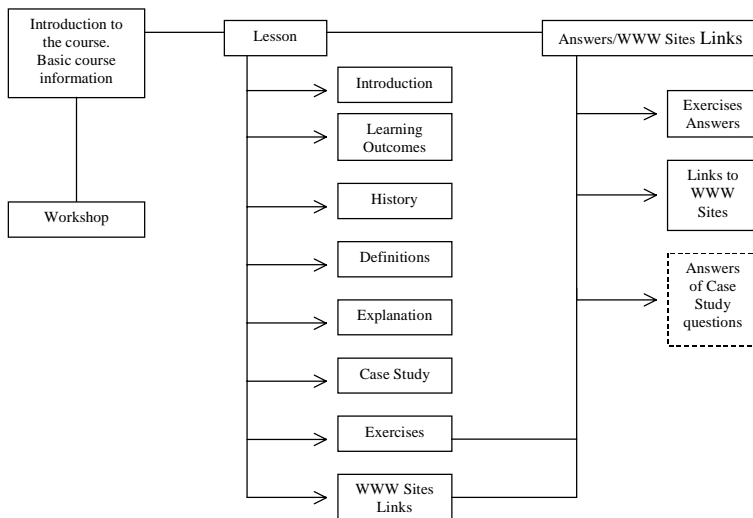 Introduction to
the course.
Basic course
information
Workshop
Lesson
Introduction
Learning
Outcomes
History
Definitions
Explanation
Case Study
Exercises
WWW Sites
Links
Answers/WWW Sites Links
Exercises
Answers
Links to
WWW
Sites
Answers
of Case
Study
questions